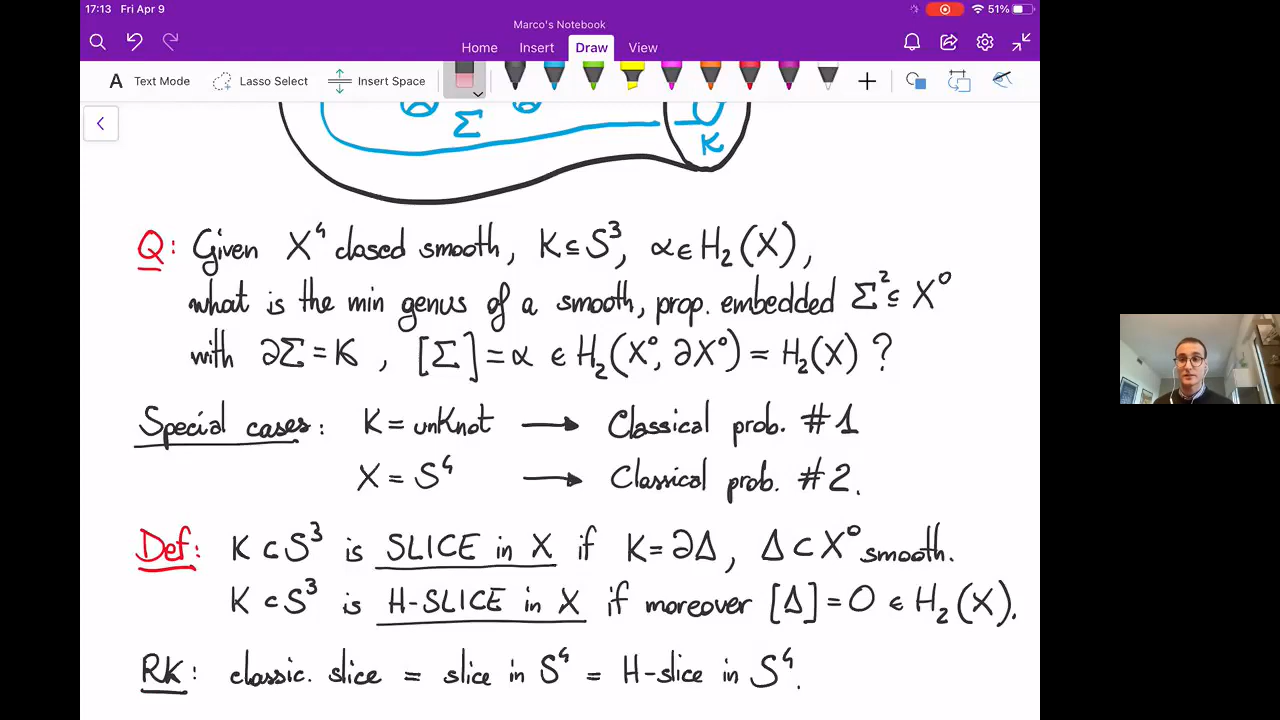 17:13 Fri Apr 9
51%
Marco's Notebook
Home Insert Draw View
A Text Mode Lasso Select Insert Space
Σ
K
Q: Given X⁴ closed smooth, K ⊆ S³, α ∈ H₂(X),
what is the min genus of a smooth, prop. embedded Σ² ⊆ X°
with ∂Σ = K, [Σ] = α ∈ H₂(X°, ∂X°) = H₂(X) ?
Special cases: K = unknot → Classical prob. #1
X = S⁴ → Classical prob. #2.
Def: K ⊂ S³ is SLICE in X if K = ∂Δ, Δ ⊂ X° smooth.
K ⊂ S³ is H-SLICE in X if moreover [Δ] = 0 ∈ H₂(X).
RK: classic. slice = slice in S⁴ = H-slice in S⁴.